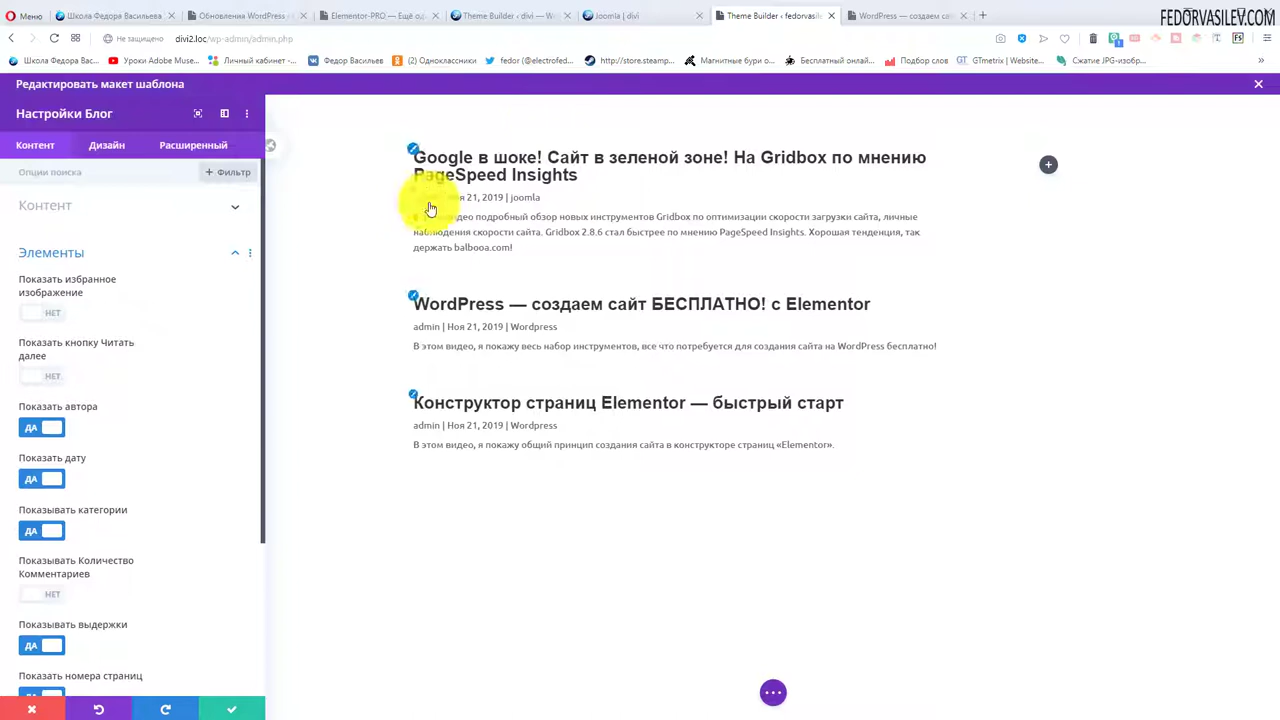 Меню
Школа Федора Васильева
Обновления WordPress
Elementor-PRO — Ещё од
Theme Builder ‹ divi — W
Joomla | divi
Theme Builder ‹ fedorvasile
WordPress — создаем сай
FEDORVASILEV.COM
Не защищено
divi2.loc/wp-admin/admin.php
Школа Федора Вас...
Уроки Adobe Muse...
Личный кабинет -...
Федор Васильев
(2) Одноклассники
fedor (@electrofed...
http://store.steamp...
Магнитные бури о...
Бесплатный онлай...
Подбор слов
GTmetrix | Website...
Сжатие JPG-изобр...
Редактировать макет шаблона
Настройки Блог
Контент
Дизайн
Расширенный
Опции поиска
+ Фильтр
Контент
Элементы
Показать избранное
изображение
НЕТ
Показать кнопку Читать
далее
НЕТ
Показать автора
ДА
Показать дату
ДА
Показывать категории
ДА
Показывать Количество
Комментариев
НЕТ
Показывать выдержки
ДА
Показать номера страниц
Google в шоке! Сайт в зеленой зоне! На Gridbox по мнению
PageSpeed Insights
21, 2019 | joomla
видео подробный обзор новых инструментов Gridbox по оптимизации скорости загрузки сайта, личные
наблюдения скорости сайта. Gridbox 2.8.6 стал быстрее по мнению PageSpeed Insights. Хорошая тенденция, так
держать balbooa.com!
WordPress — создаем сайт БЕСПЛАТНО! с Elementor
admin | Ноя 21, 2019 | Wordpress
В этом видео, я покажу весь набор инструментов, все что потребуется для создания сайта на WordPress бесплатно!
Конструктор страниц Elementor — быстрый старт
admin | Ноя 21, 2019 | Wordpress
В этом видео, я покажу общий принцип создания сайта в конструкторе страниц «Elementor».